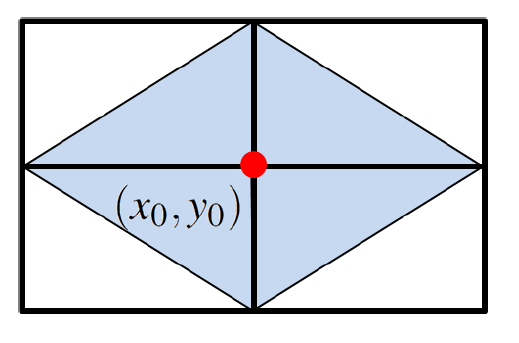 (x₀, y₀)